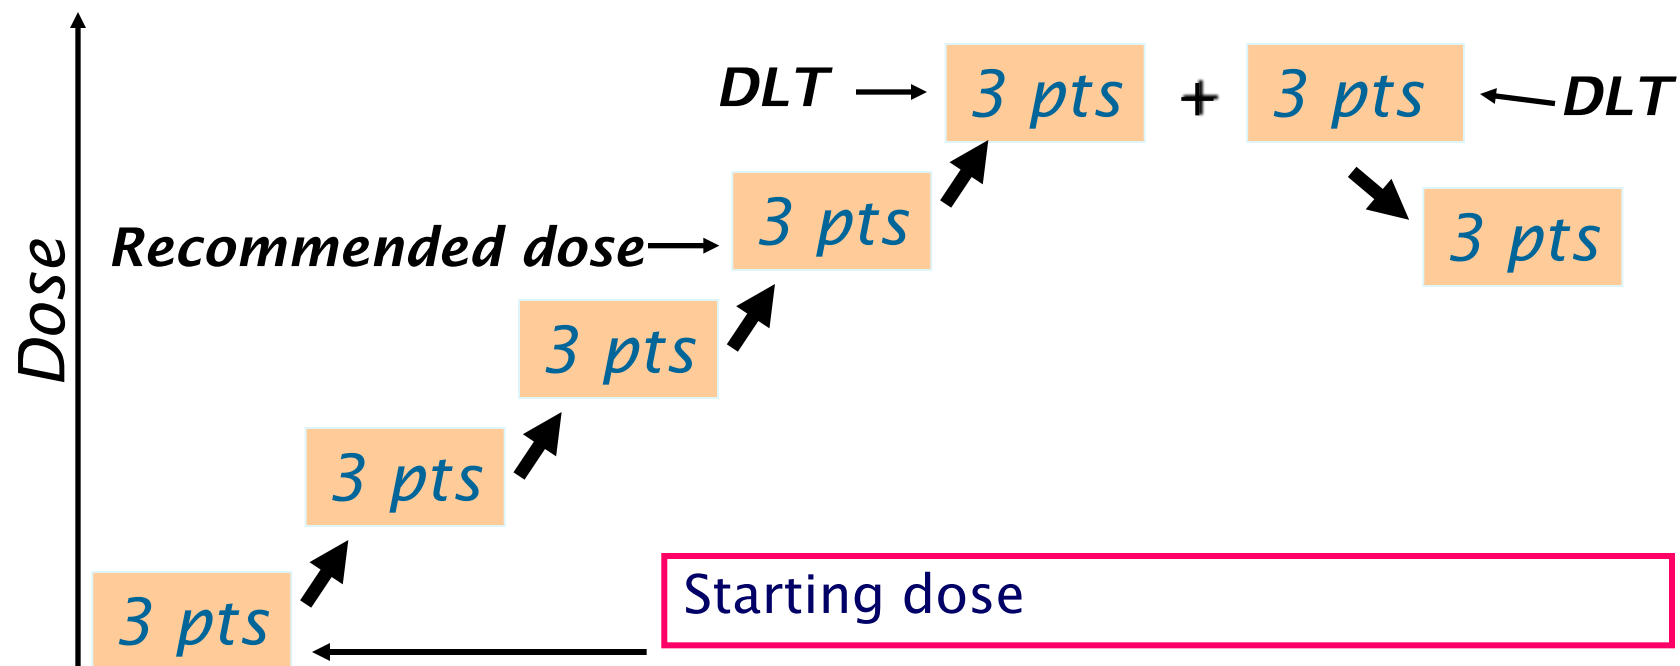 DLT
3 pts
+
3 pts
DLT
3 pts
3 pts
Recommended dose
Dose
3 pts
3 pts
Starting dose
3 pts